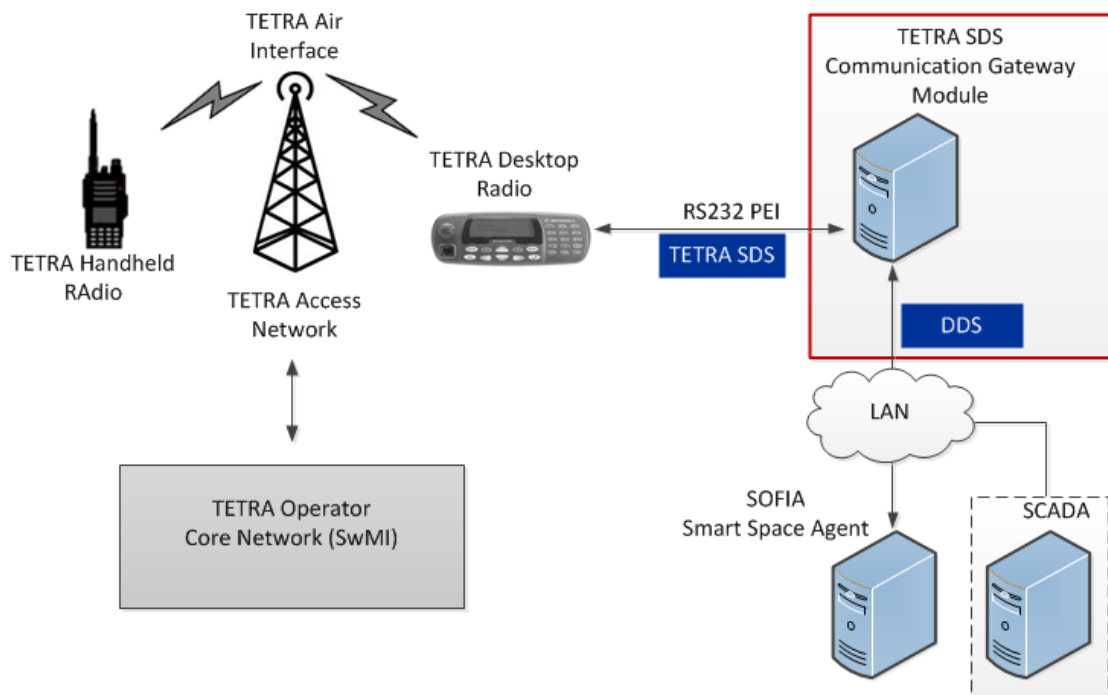 TETRA Air
Interface
TETRA SDS
Communication Gateway
Module
TETRA Desktop
Radio
RS232 PEI
TETRA SDS
TETRA Handheld
RAdio
TETRA Access
Network
DDS
LAN
TETRA Operator
Core Network (SwMI)
SOFIA
Smart Space Agent
SCADA